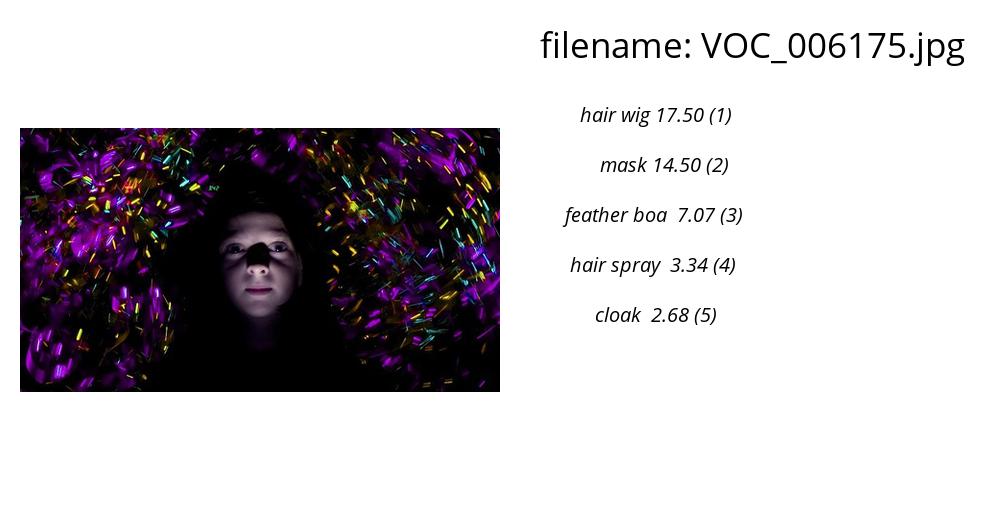 filename: VOC_006175.jpg
hair wig 17.50 (1)
mask 14.50 (2)
feather boa 7.07 (3)
hair spray 3.34 (4)
cloak 2.68 (5)